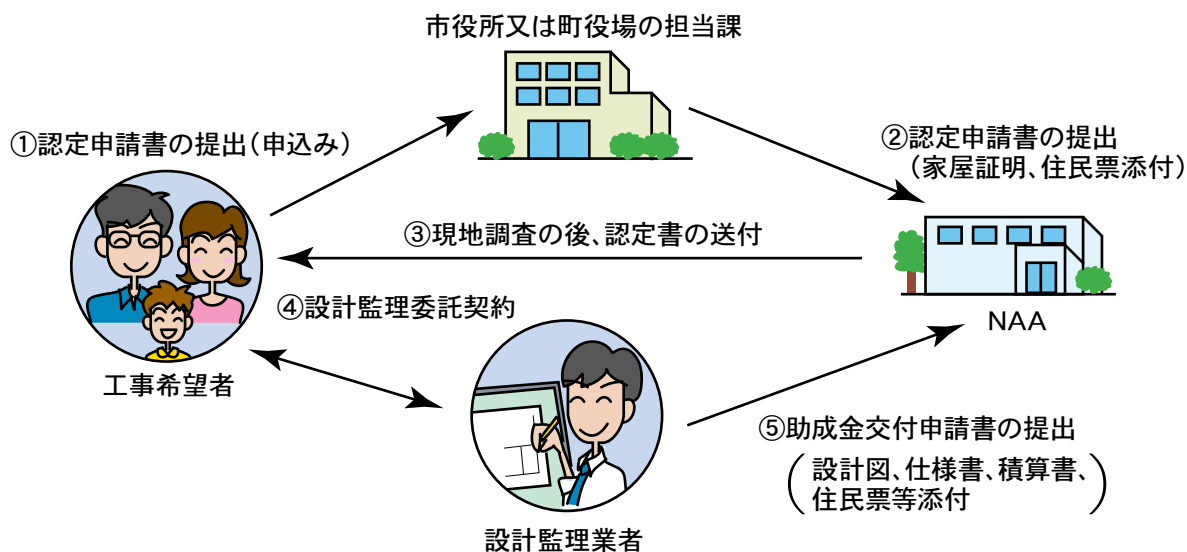 市役所又は町役場の担当課
①認定申請書の提出(申込み)
②認定申請書の提出
(家屋証明、住民票添付)
③現地調査の後、認定書の送付
④設計監理委託契約
NAA
工事希望者
⑤助成金交付申請書の提出
(設計図、仕様書、積算書、
住民票等添付)
設計監理業者